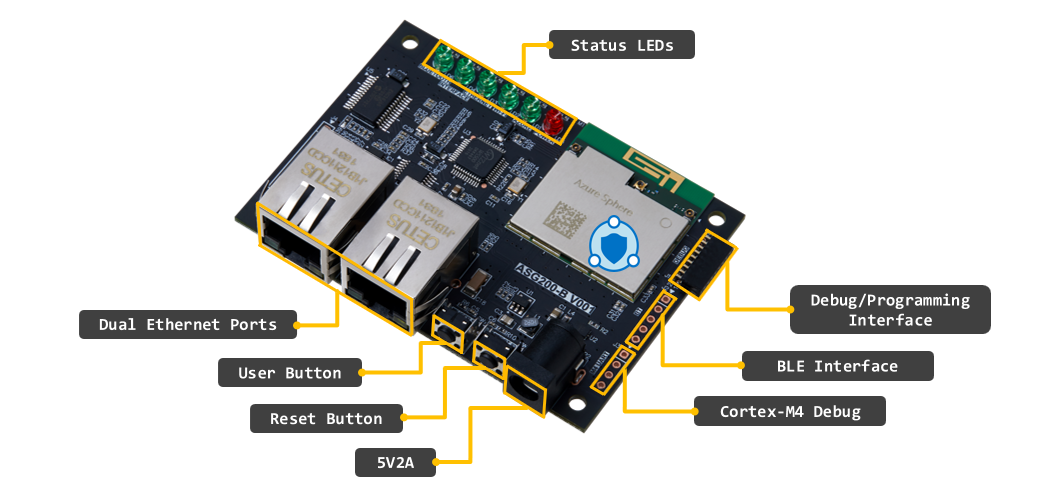 Status LEDs
CETUS
CETUS
Azure Sphere
ASG200-B V001
Debug/Programming
Interface
Dual Ethernet Ports
User Button
BLE Interface
Reset Button
Cortex-M4 Debug
5V2A